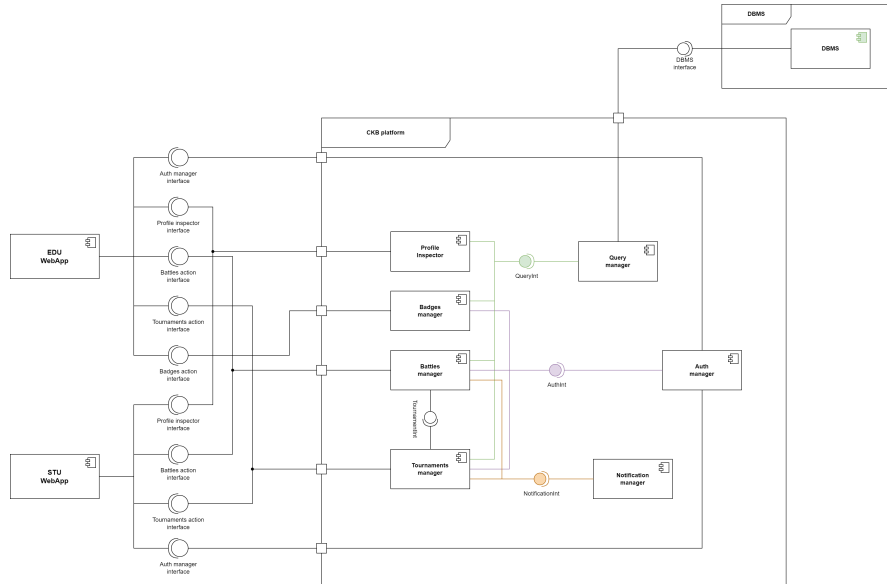 DBMS
DBMS
DBMS
interface
CKB platform
Auth manager
interface
Profile inspector
interface
EDU
WebApp
Battles action
interface
Tournaments action
interface
Badges action
interface
Profile inspector
interface
STU
WebApp
Battles action
interface
Tournaments action
interface
Auth manager
interface
Profile
Inspector
QueryInt
Query
manager
Badges
manager
Battles
manager
AuthInt
Auth
manager
TournamentInt
Tournaments
manager
NotificationInt
Notification
manager